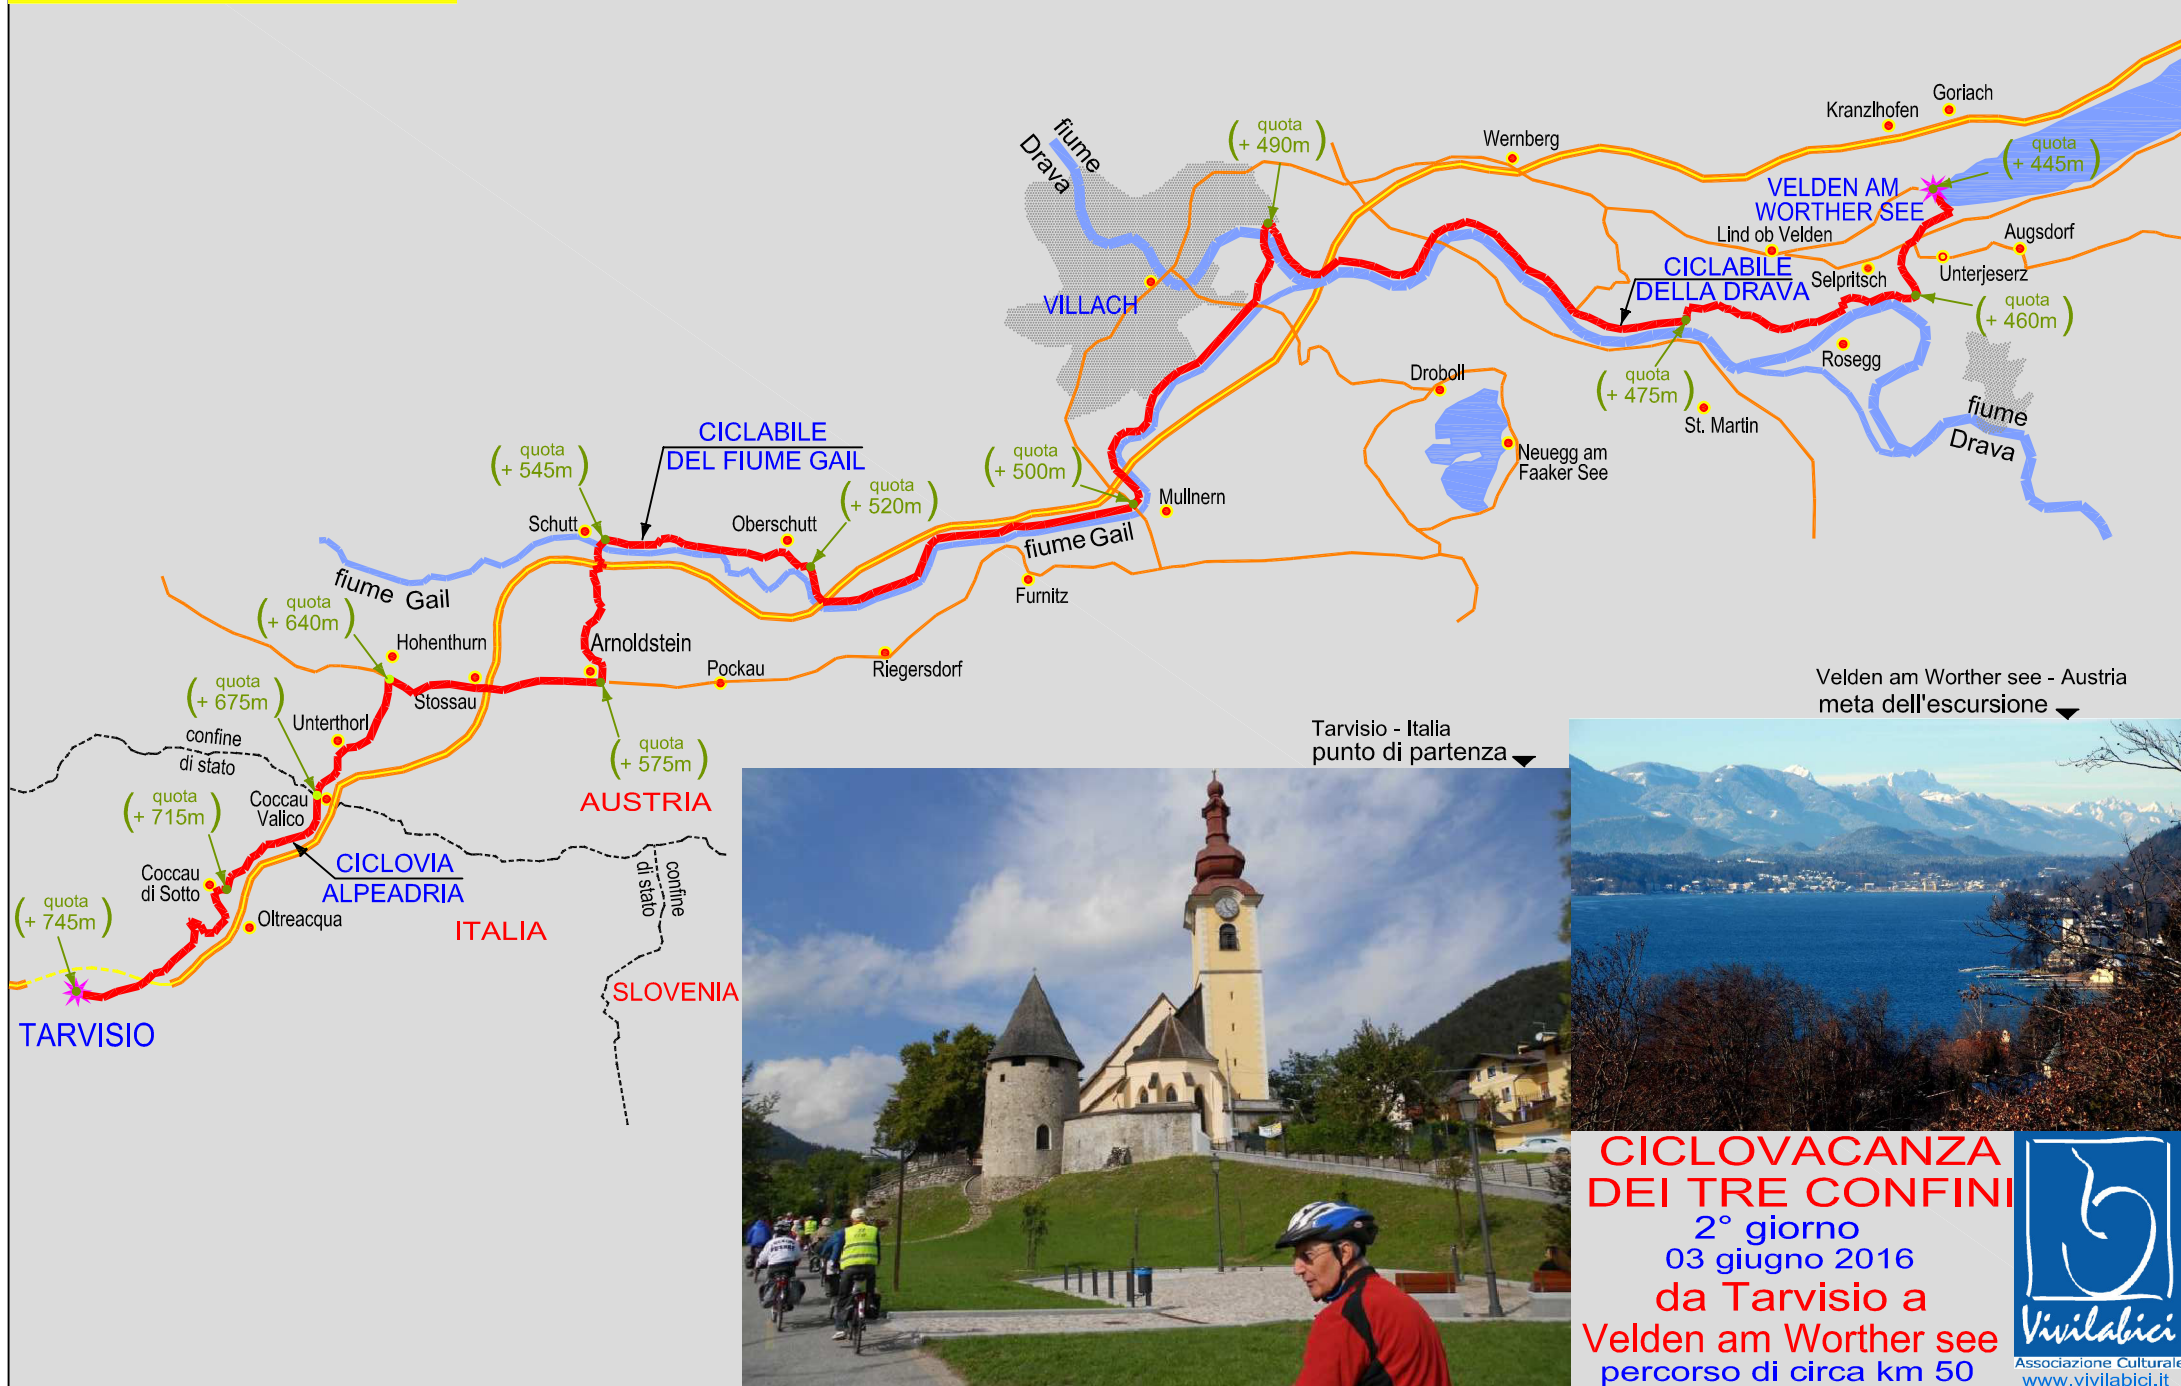 fiume
Drava
quota
+ 490m
Wernberg
Kranzlhofen
Goriach
quota
+ 445m
VELDEN AM
WORTHER SEE
Lind ob Velden
Augsdorf
Unterjeserz
Selpritsch
CICLABILE
DELLA DRAVA
quota
+ 460m
VILLACH
Rosegg
quota
+ 475m
St. Martin
fiume
Drava
Droboll
Neuegg am
Faaker See
CICLABILE
DEL FIUME GAIL
quota
+ 545m
quota
+ 500m
quota
+ 520m
Mullnern
Schutt
Oberschutt
fiume Gail
fiume Gail
Furnitz
quota
+ 640m
Hohenthurn
Arnoldstein
Pockau
Riegersdorf
Stossau
quota
+ 675m
Unterthorl
confine
di stato
quota
+ 575m
Coccau
Valico
quota
+ 715m
AUSTRIA
CICLOVIA
ALPEADRIA
Coccau
di Sotto
confine
di stato
quota
+ 745m
Oltreacqua
ITALIA
SLOVENIA
TARVISIO
Tarvisio - Italia
punto di partenza
Velden am Worther see - Austria
meta dell'escursione
CICLOVACANZA
DEI TRE CONFINI
2° giorno
03 giugno 2016
da Tarvisio a
Velden am Worther see
percorso di circa km 50
Vivilabici
Associazione Culturale
www.vivilabici.it